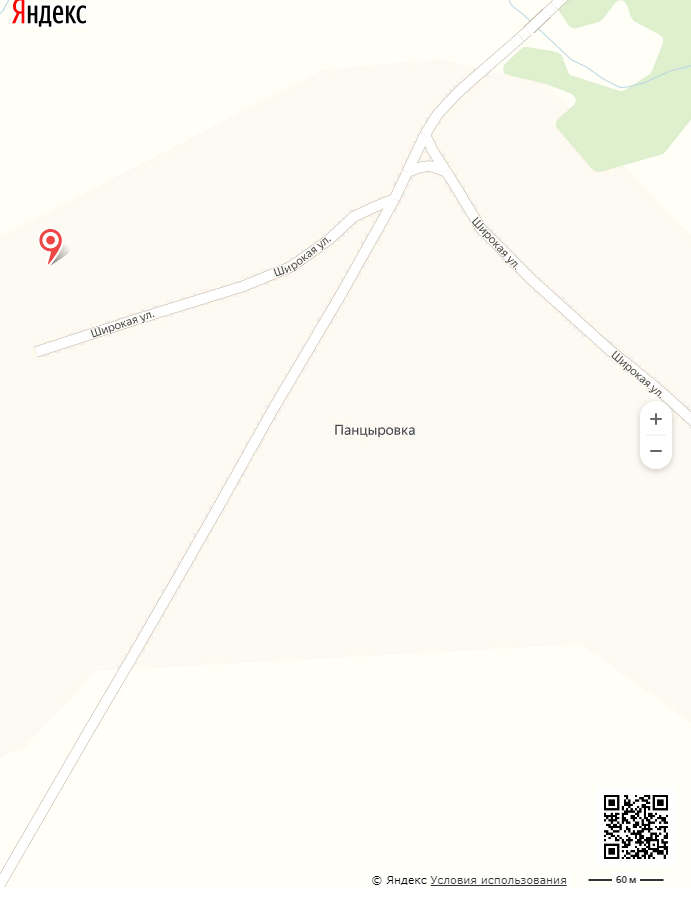 Яндекс
Широкая ул.
Широкая ул.
Широкая ул.
Широкая ул.
Панцыровка
+
−
© Яндекс Условия использования
60 м